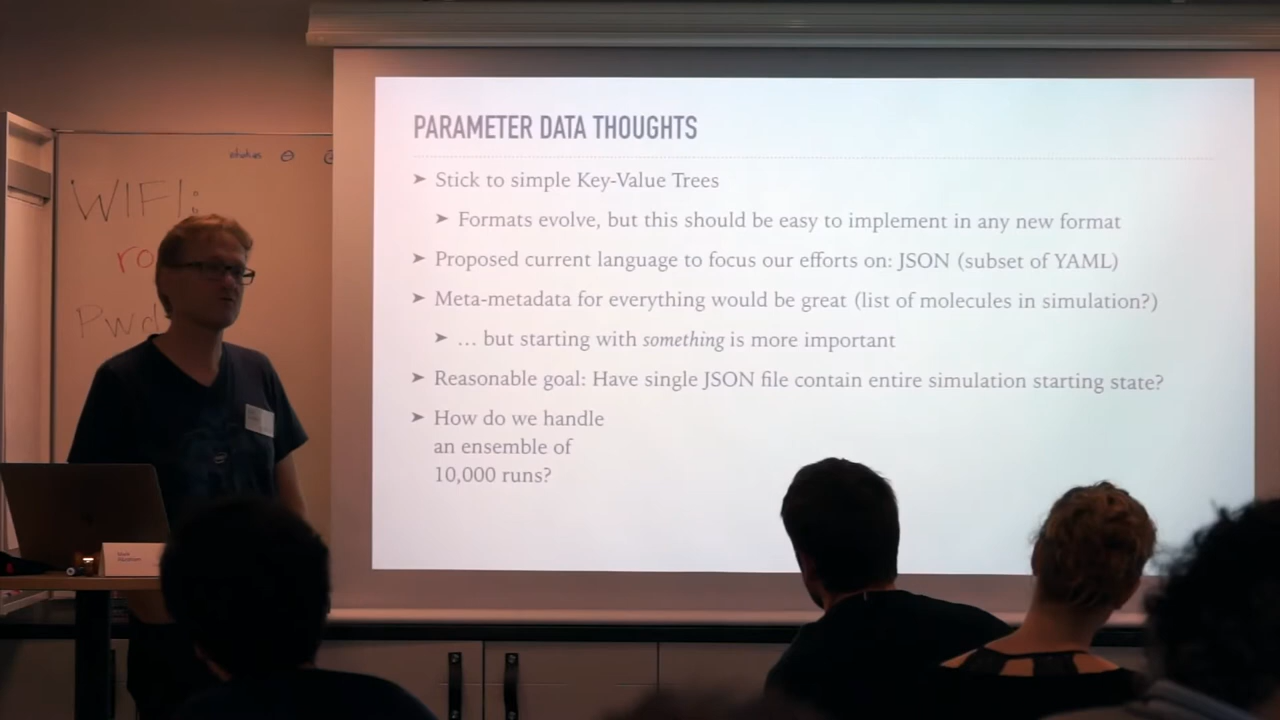 PARAMETER DATA THOUGHTS
➤ Stick to simple Key-Value Trees
➤ Formats evolve, but this should be easy to implement in any new format
➤ Proposed current language to focus our efforts on: JSON (subset of YAML)
➤ Meta-metadata for everything would be great (list of molecules in simulation?)
➤ … but starting with something is more important
➤ Reasonable goal: Have single JSON file contain entire simulation starting state?
➤ How do we handle
an ensemble of
10,000 runs?
WIFI:
ro
Pwd